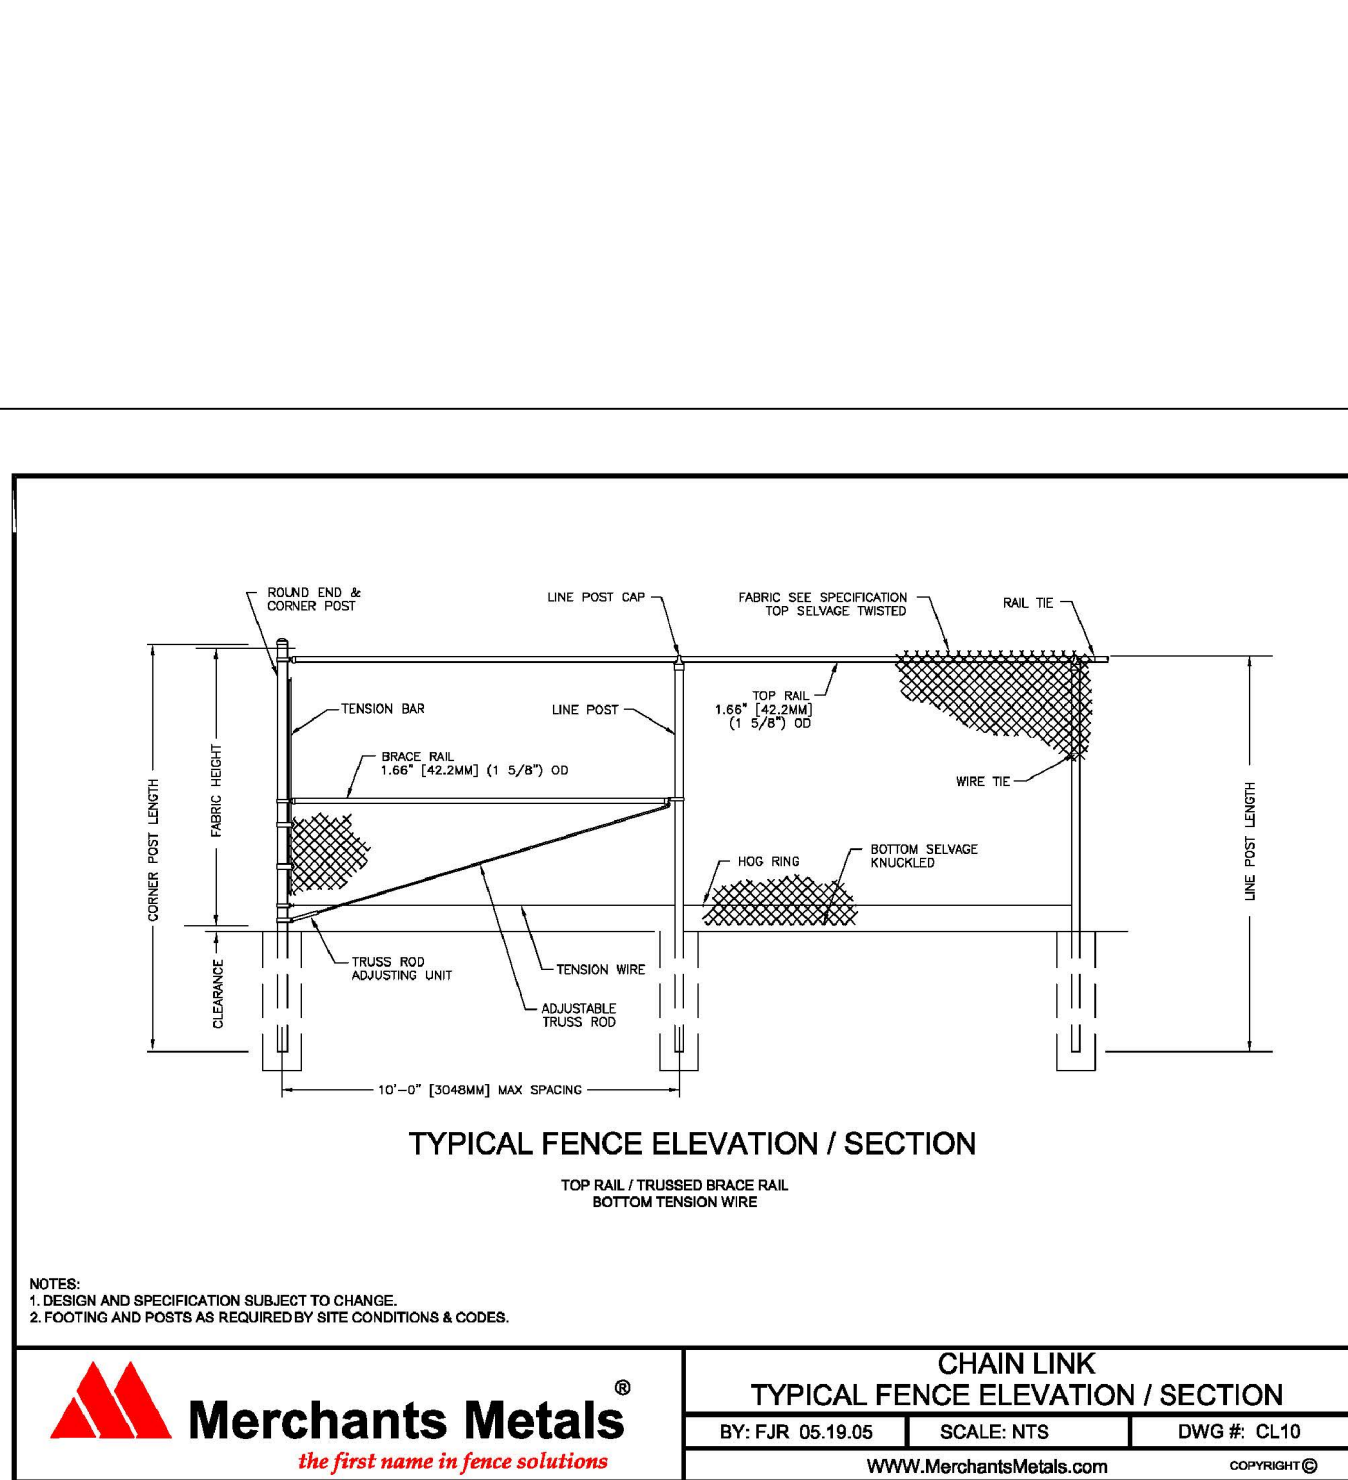 ROUND END &
CORNER POST
LINE POST CAP
FABRIC SEE SPECIFICATION
TOP SELVAGE TWISTED
RAIL TIE
TENSION BAR
LINE POST
TOP RAIL
1.66" [42.2MM]
(1 5/8") OD
BRACE RAIL
1.66" [42.2MM] (1 5/8") OD
WIRE TIE
CORNER POST LENGTH
FABRIC HEIGHT
LINE POST LENGTH
HOG RING
BOTTOM SELVAGE
KNUCKLED
CLEARANCE
TRUSS ROD
ADJUSTING UNIT
TENSION WIRE
ADJUSTABLE
TRUSS ROD
10'-0" [3048MM] MAX SPACING
TYPICAL FENCE ELEVATION / SECTION
TOP RAIL / TRUSSED BRACE RAIL
BOTTOM TENSION WIRE
NOTES:
1. DESIGN AND SPECIFICATION SUBJECT TO CHANGE.
2. FOOTING AND POSTS AS REQUIRED BY SITE CONDITIONS & CODES.
Merchants Metals ®
the first name in fence solutions
CHAIN LINK
TYPICAL FENCE ELEVATION / SECTION
BY: FJR 05.19.05
SCALE: NTS
DWG #: CL10
WWW.MerchantsMetals.com
COPYRIGHT ©